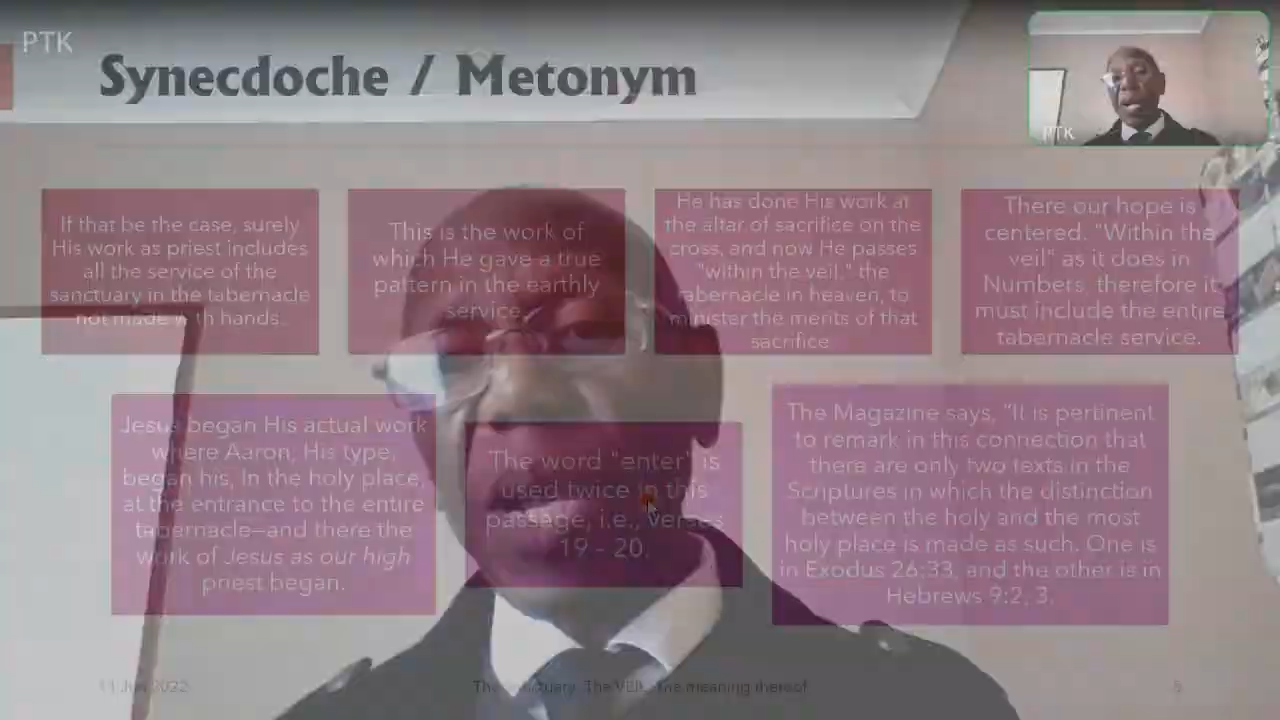 PTK
Synecdoche / Metonym
PTK
If that be the case, surely
His work as priest includes
all the service of the
sanctuary in the tabernacle
not made with hands.
This is the work of
which He gave a true
pattern in the earthly
service.
He has done His work at
the altar of sacrifice on the
cross, and now He passes
"within the veil," the
tabernacle in heaven, to
minister the merits of that
sacrifice.
There our hope is
centered. "Within the
veil" as it does in
Numbers, therefore it
must include the entire
tabernacle service.
Jesus began His actual work
where Aaron, His type,
began his, In the holy place,
at the entrance to the entire
tabernacle—and there the
work of Jesus as our high
priest began.
The word "enter" is
used twice in this
passage, i.e., verses
19 - 20.
The Magazine says, "It is pertinent
to remark in this connection that
there are only two texts in the
Scriptures in which the distinction
between the holy and the most
holy place is made as such. One is
in Exodus 26:33, and the other is in
Hebrews 9:2, 3.
11 Jun 2022
The Sanctuary: The VEIL: The meaning thereof
5